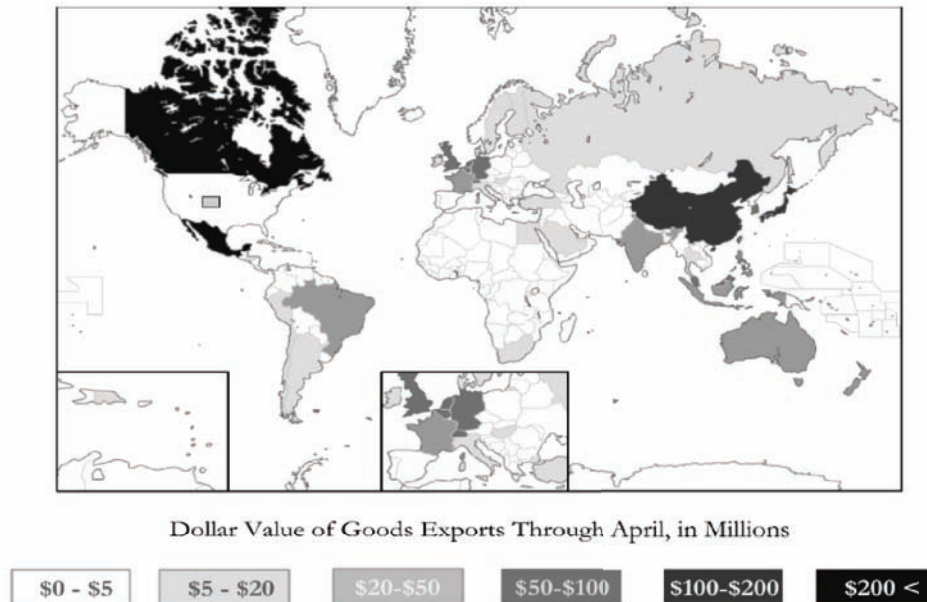 Dollar Value of Goods Exports Through April, in Millions
$0 - $5 $5 - $20 $20-$50 $50-$100 $100-$200 $200 <